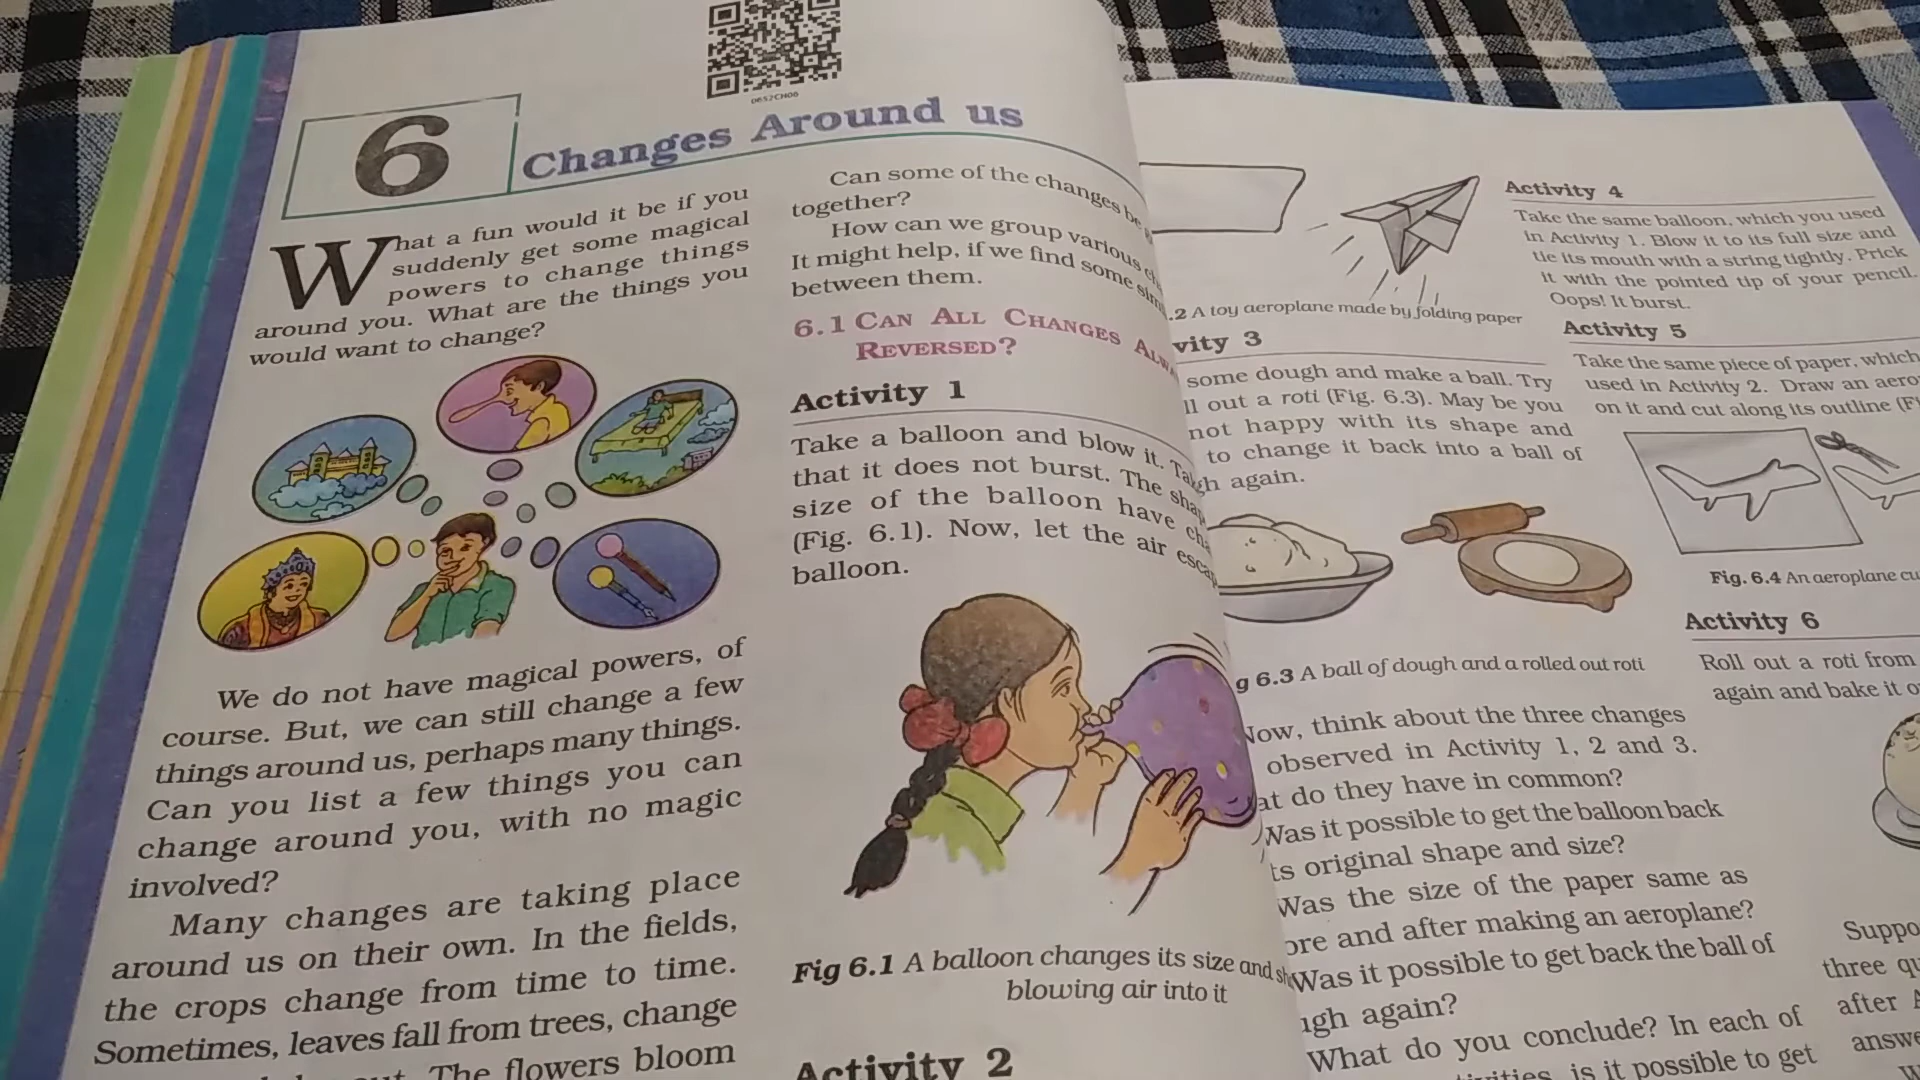 0652CH06
6
Changes Around us
What a fun would it be if you
suddenly get some magical
powers to change things
around you. What are the things you
would want to change?
We do not have magical powers, of
course. But, we can still change a few
things around us, perhaps many things.
Can you list a few things you can
change around you, with no magic
involved?
Many changes are taking place
around us on their own. In the fields,
the crops change from time to time.
Sometimes, leaves fall from trees, change
The flowers bloom
Can some of the changes be
together?
How can we group various
It might help, if we find some
between them.
6.1 CAN ALL CHANGES
REVERSED?
Activity 1
Take a balloon and blow it.
that it does not burst. The
size of the balloon have
(Fig. 6.1). Now, let the air
balloon.
Fig 6.1 A balloon changes its size and
blowing air into it
Activity 2
.2 A toy aeroplane made by folding paper
vity 3
some dough and make a ball. Try
ll out a roti (Fig. 6.3). May be you
not happy with its shape and
to change it back into a ball of
gh again.
g 6.3 A ball of dough and a rolled out roti
Now, think about the three changes
observed in Activity 1, 2 and 3.
at do they have in common?
Was it possible to get the balloon back
ts original shape and size?
Was the size of the paper same as
ore and after making an aeroplane?
Was it possible to get back the ball of
ugh again?
What do you conclude? In each of
is it possible to get
Activity 4
Take the same balloon, which you used
in Activity 1. Blow it to its full size and
tie its mouth with a string tightly. Prick
it with the pointed tip of your pencil.
Oops! It burst.
Activity 5
Take the same piece of paper, which
used in Activity 2. Draw an aero
on it and cut along its outline
Fig. 6.4 An aeroplane cu
Activity 6
Roll out a roti from
again and bake it
Suppo
three qu
after
answe